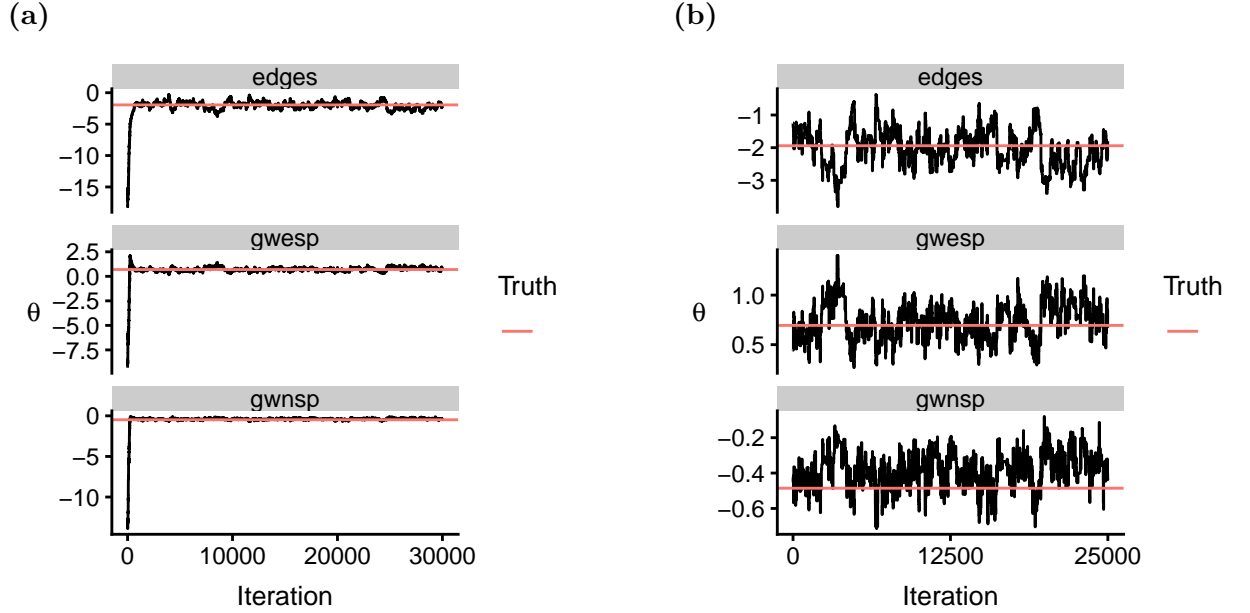 (a)
edges
0
−5
−10
−15
gwesp
2.5
0.0
−2.5
−5.0
−7.5
θ
gwnsp
0
−5
−10
0 10000 20000 30000
Iteration
Truth
(b)
edges
−1
−2
−3
gwesp
1.0
0.5
θ
gwnsp
−0.2
−0.4
−0.6
0 12500 25000
Iteration
Truth